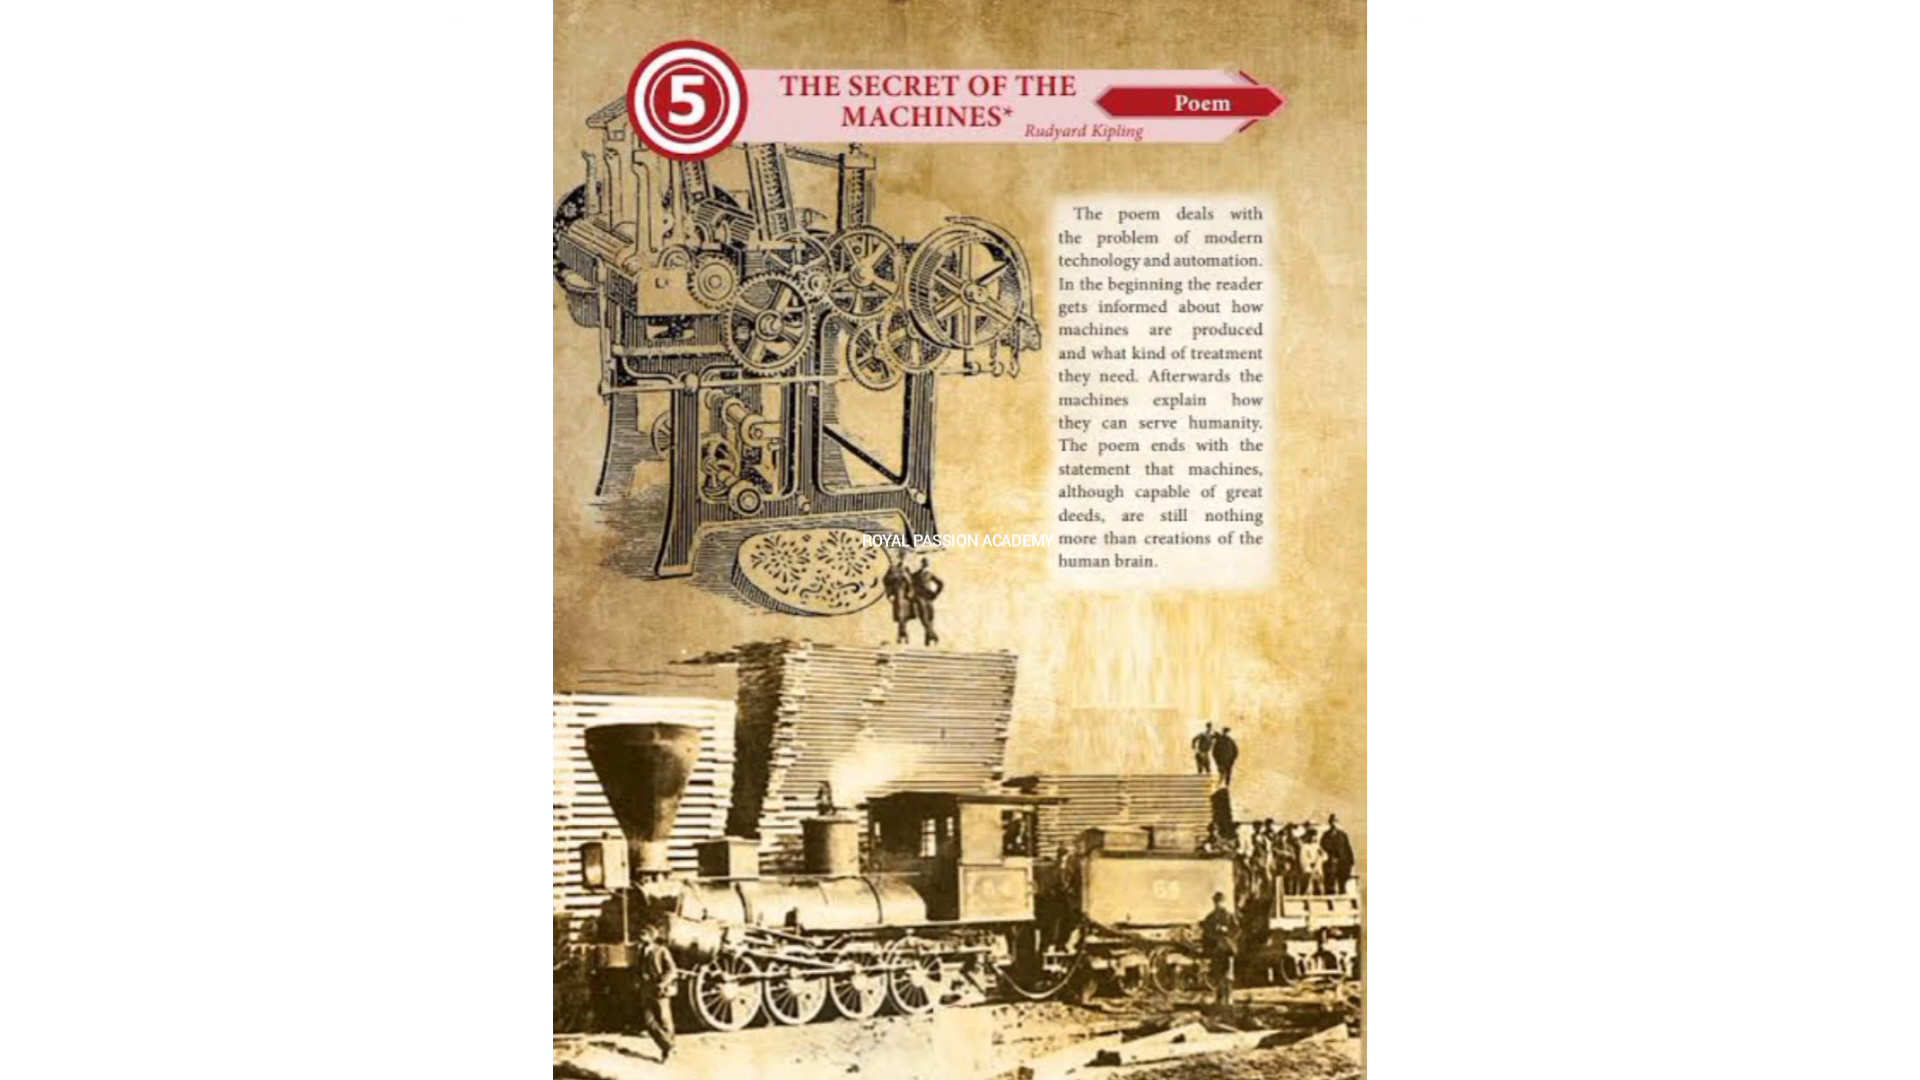 5
THE SECRET OF THE
MACHINES*
Rudyard Kipling
Poem
The poem deals with
the problem of modern
technology and automation.
In the beginning the reader
gets informed about how
machines are produced
and what kind of treatment
they need. Afterwards the
machines explain how
they can serve humanity.
The poem ends with the
statement that machines,
although capable of great
deeds, are still nothing
more than creations of the
human brain.
ROYAL PASSION ACADEMY